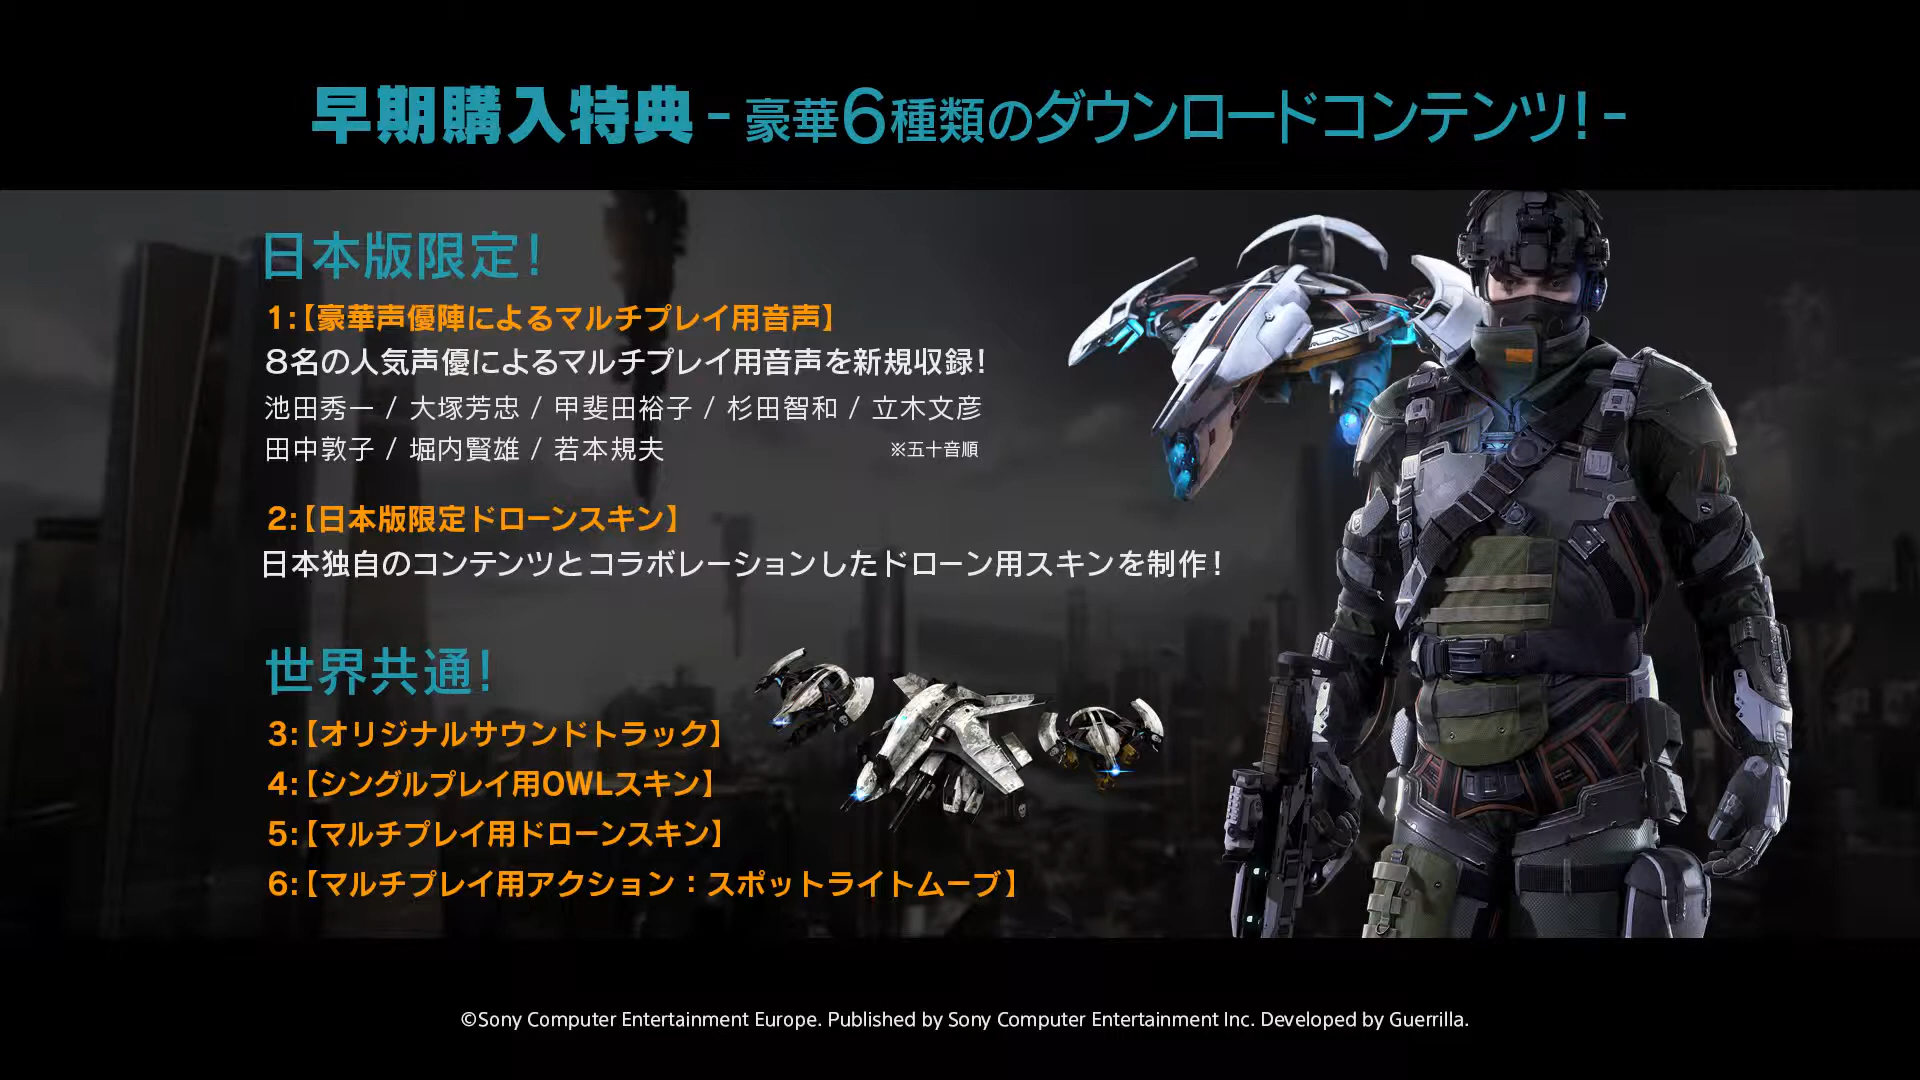 早期購入特典 - 豪華6種類のダウンロードコンテンツ! -
日本版限定!
1:【豪華声優陣によるマルチプレイ用音声】
8名の人気声優によるマルチプレイ用音声を新規収録!
池田秀一 / 大塚芳忠 / 甲斐田裕子 / 杉田智和 / 立木文彦
田中敦子 / 堀内賢雄 / 若本規夫 ※五十音順
2:【日本版限定ドローンスキン】
日本独自のコンテンツとコラボレーションしたドローン用スキンを制作!
世界共通!
3:【オリジナルサウンドトラック】
4:【シングルプレイ用OWLスキン】
5:【マルチプレイ用ドローンスキン】
6:【マルチプレイ用アクション：スポットライトムーブ】
©Sony Computer Entertainment Europe. Published by Sony Computer Entertainment Inc. Developed by Guerrilla.